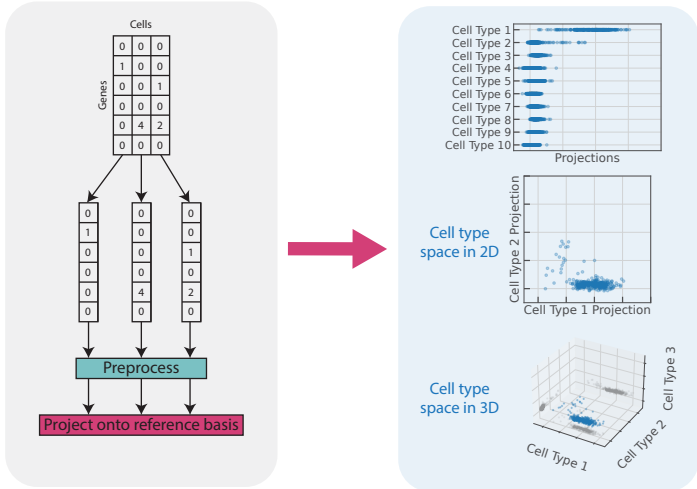 Cells
Genes
0 0 0
1 0 0
0 0 1
0 0 0
0 4 2
0 0 0
0 0 0
1 0 0
0 0 1
0 0 0
0 4 2
0 0 0
Preprocess
Project onto reference basis
Cell Type 1
Cell Type 2
Cell Type 3
Cell Type 4
Cell Type 5
Cell Type 6
Cell Type 7
Cell Type 8
Cell Type 9
Cell Type 10
Projections
Cell type
space in 2D
Cell Type 2 Projection
Cell Type 1 Projection
Cell type
space in 3D
Cell Type 1
Cell Type 2
Cell Type 3